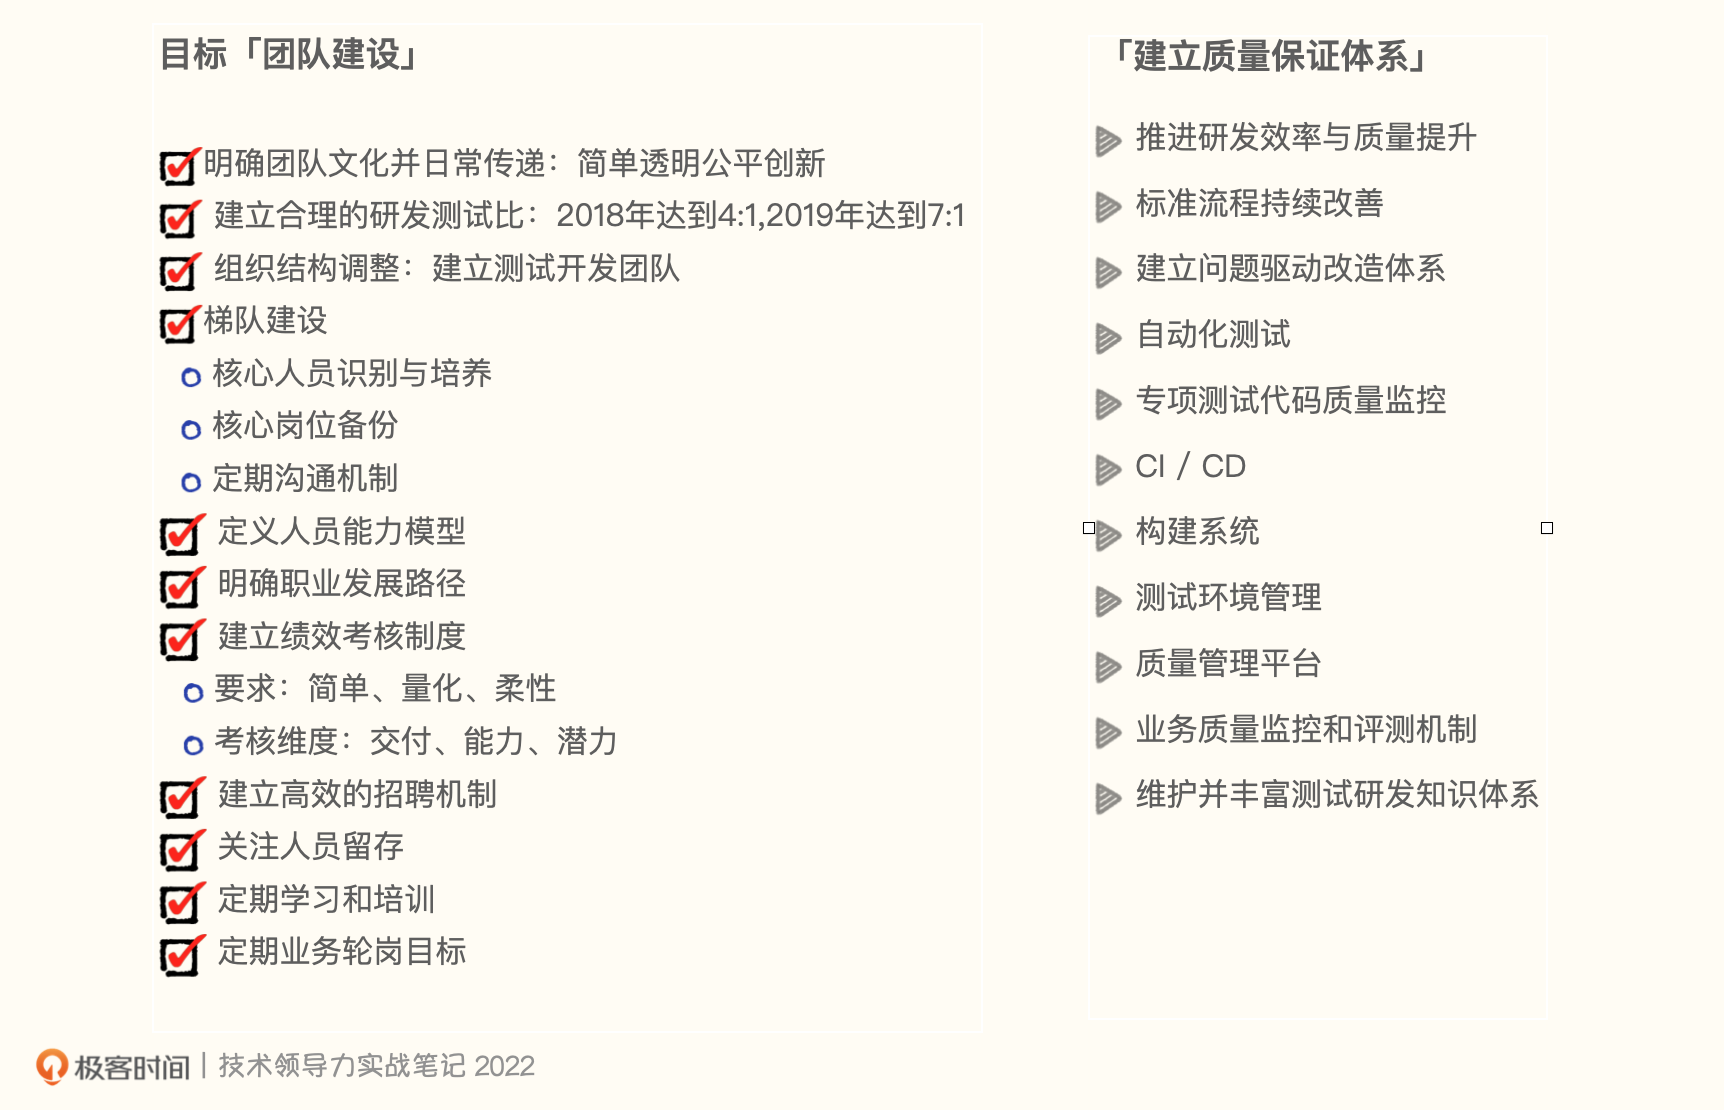 目标「团队建设」
明确团队文化并日常传递：简单透明公平创新
建立合理的研发测试比：2018年达到4:1,2019年达到7:1
组织结构调整：建立测试开发团队
梯队建设
核心人员识别与培养
核心岗位备份
定期沟通机制
定义人员能力模型
明确职业发展路径
建立绩效考核制度
要求：简单、量化、柔性
考核维度：交付、能力、潜力
建立高效的招聘机制
关注人员留存
定期学习和培训
定期业务轮岗目标
「建立质量保证体系」
推进研发效率与质量提升
标准流程持续改善
建立问题驱动改造体系
自动化测试
专项测试代码质量监控
CI / CD
构建系统
测试环境管理
质量管理平台
业务质量监控和评测机制
维护并丰富测试研发知识体系
极客时间 | 技术领导力实战笔记 2022